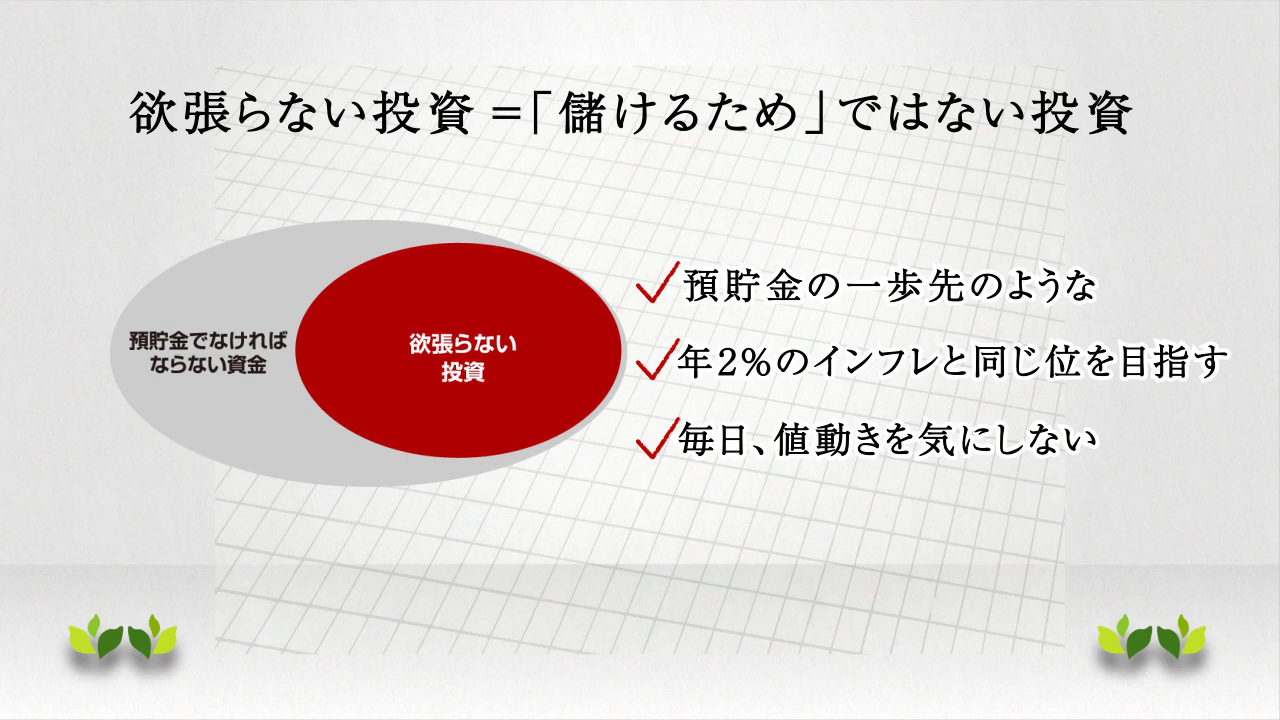 欲張らない投資 =「儲けるため」ではない投資
預貯金でなければ
ならない資金
欲張らない
投資
預貯金の一歩先のような
年2%のインフレと同じ位を目指す
毎日、値動きを気にしない